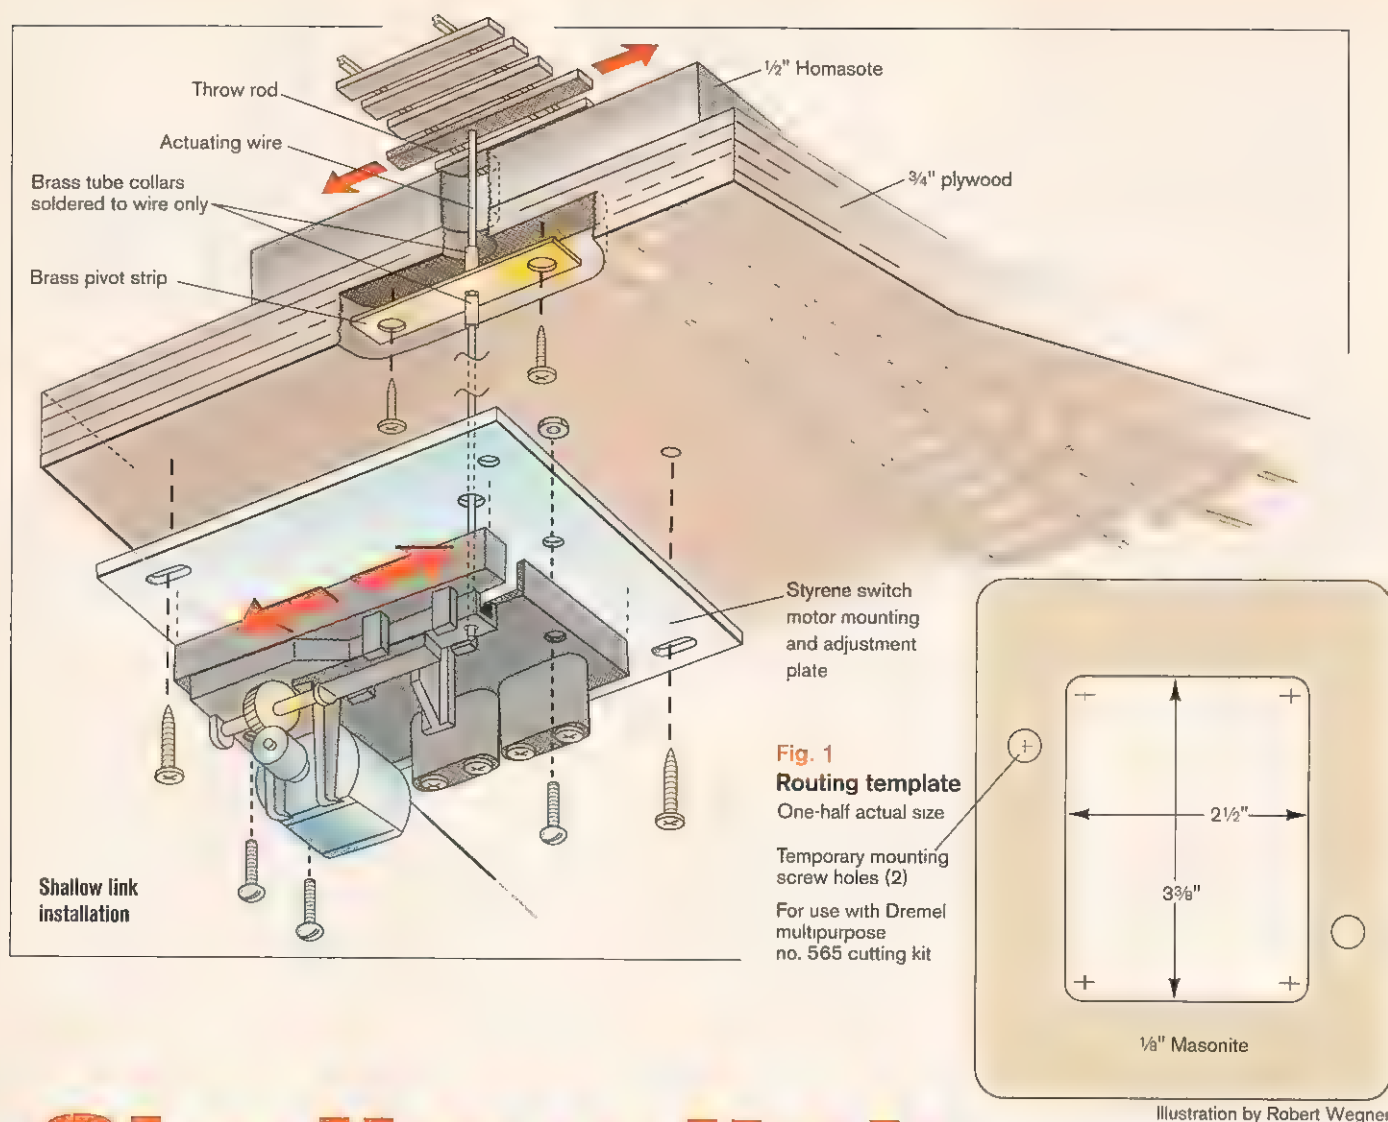 Throw rod
½" Homasote
Actuating wire
¾" plywood
Brass tube collars
soldered to wire only
Brass pivot strip
Styrene switch
motor mounting
and adjustment
plate
Shallow link
installation
Fig. 1
Routing template
One-half actual size
Temporary mounting
screw holes (2)
For use with Dremel
multipurpose
no. 565 cutting kit
2½"
3⅜"
⅛" Masonite
Illustration by Robert Wegner